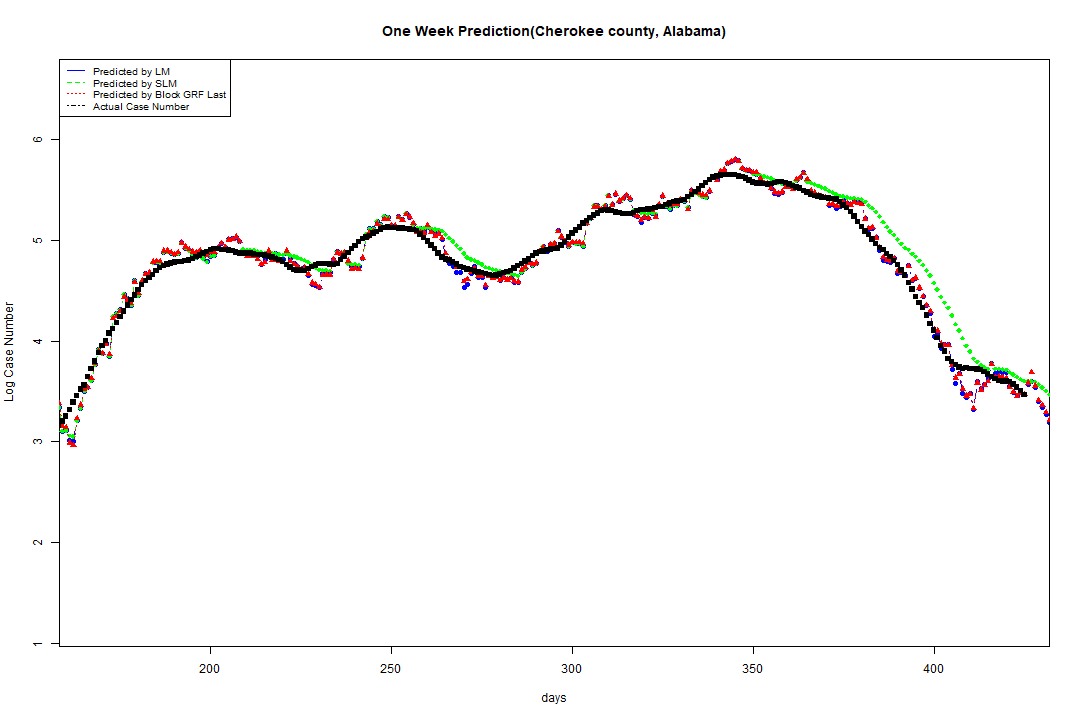 One Week Prediction(Cherokee county, Alabama)
Predicted by LM
Predicted by SLM
Predicted by Block GRF Last
Actual Case Number
6
5
4
3
2
1
Log Case Number
200
250
300
350
400
days